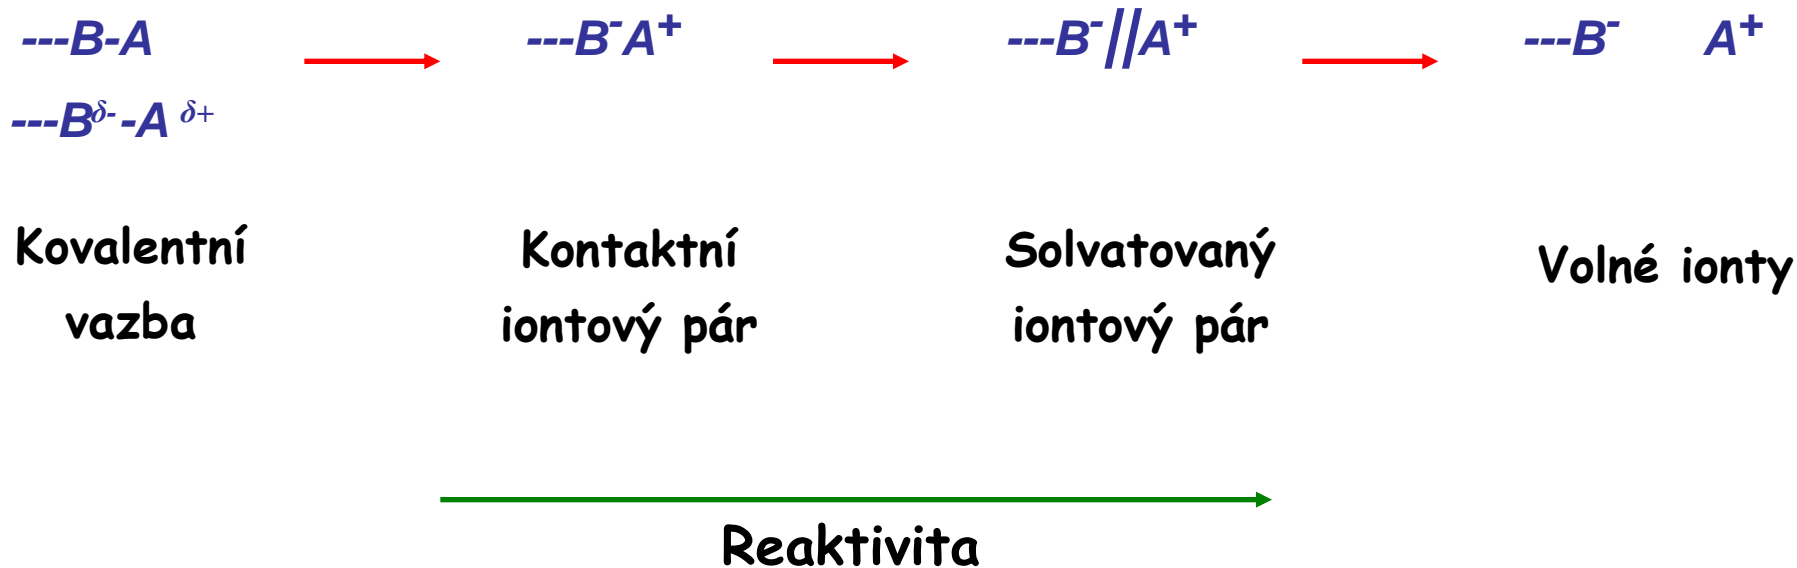 ---B-A ---B⁻A⁺ ---B⁻//A⁺ ---B⁻ A⁺
---Bδ- -A δ+
Kovalentní
vazba
Kontaktní
iontový pár
Solvatovaný
iontový pár
Volné ionty
Reaktivita